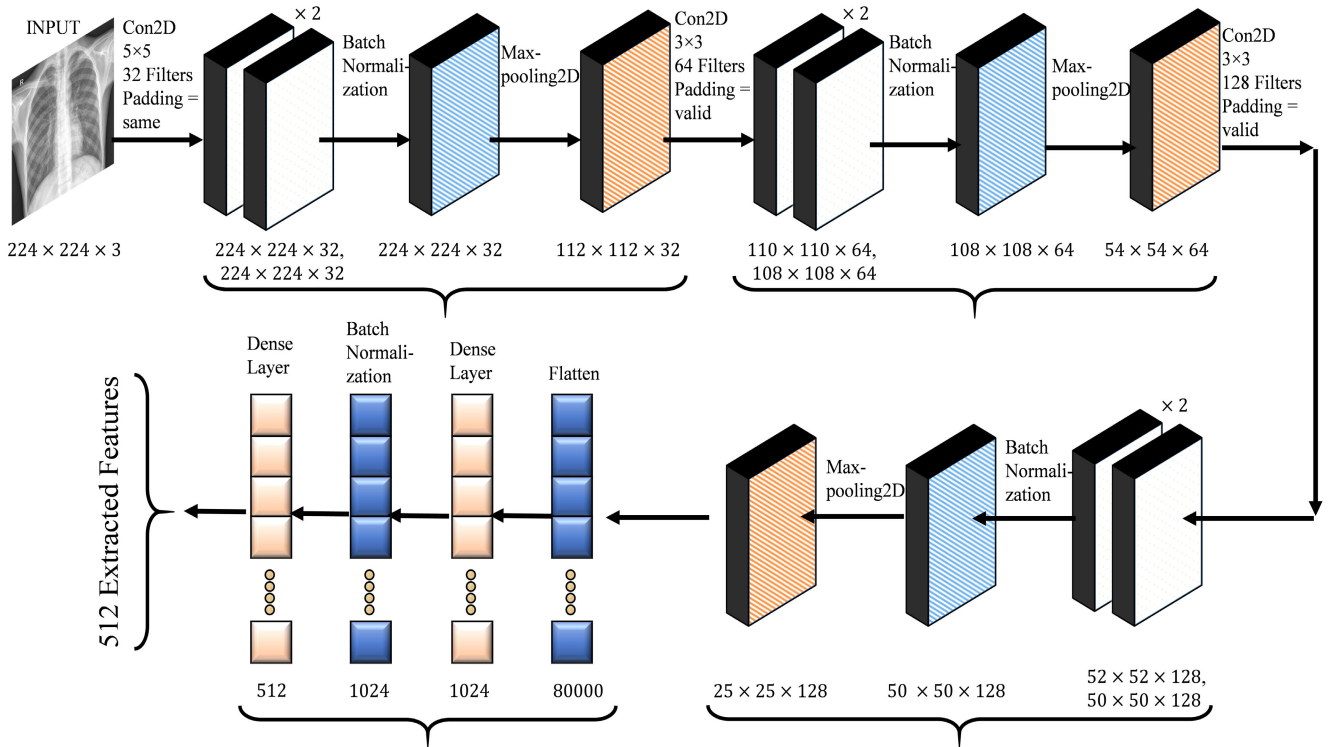 INPUT
R
Con2D
5×5
32 Filters
Padding =
same
× 2
Batch
Normali-
zation
Max-
pooling2D
Con2D
3×3
64 Filters
Padding =
valid
× 2
Batch
Normali-
zation
Max-
pooling2D
Con2D
3×3
128 Filters
Padding =
valid
224 × 224 × 3
224 × 224 × 32,
224 × 224 × 32
224 × 224 × 32
112 × 112 × 32
110 × 110 × 64,
108 × 108 × 64
108 × 108 × 64
54 × 54 × 64
512 Extracted Features
Dense
Layer
Batch
Normali-
zation
Dense
Layer
Flatten
Max-
pooling2D
Batch
Normali-
zation
× 2
512
1024
1024
80000
25 × 25 × 128
50 × 50 × 128
52 × 52 × 128,
50 × 50 × 128